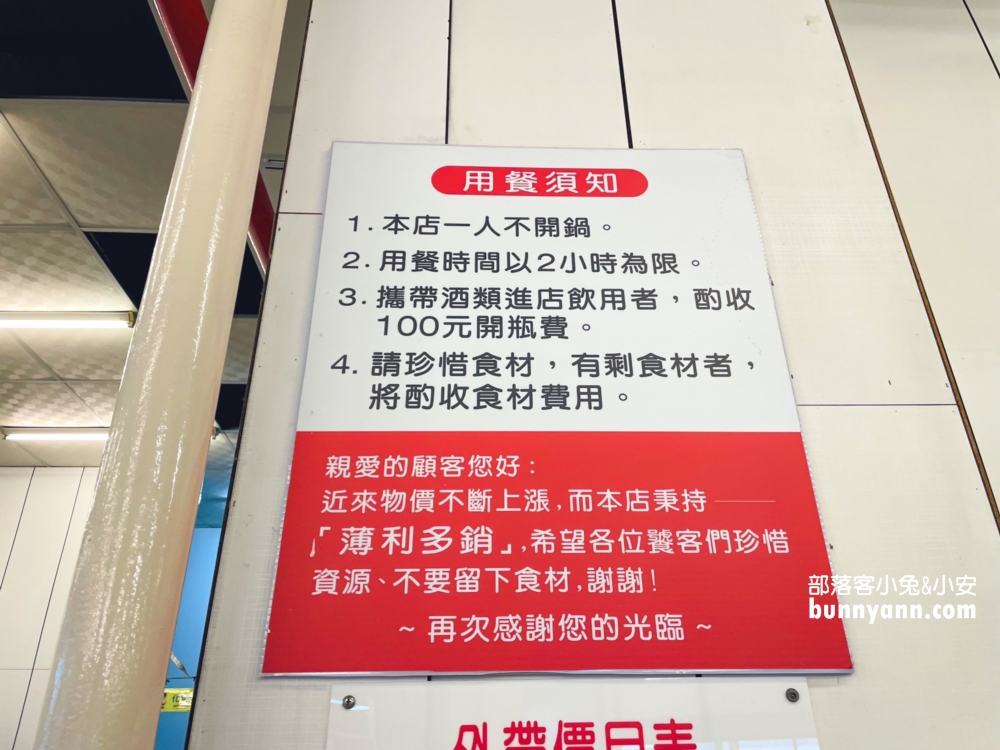 用餐須知
1. 本店一人不開鍋。
2. 用餐時間以2小時為限。
3. 攜帶酒類進店飲用者，酌收
100元開瓶費。
4. 請珍惜食材，有剩食材者，
將酌收食材費用。
親愛的顧客您好：
近來物價不斷上漲，而本店秉持——
「薄利多銷」，希望各位饕客們珍惜
資源、不要留下食材，謝謝！
~ 再次感謝您的光臨 ~
部落客小兔&小安
bunnyann.com
外帶價目表